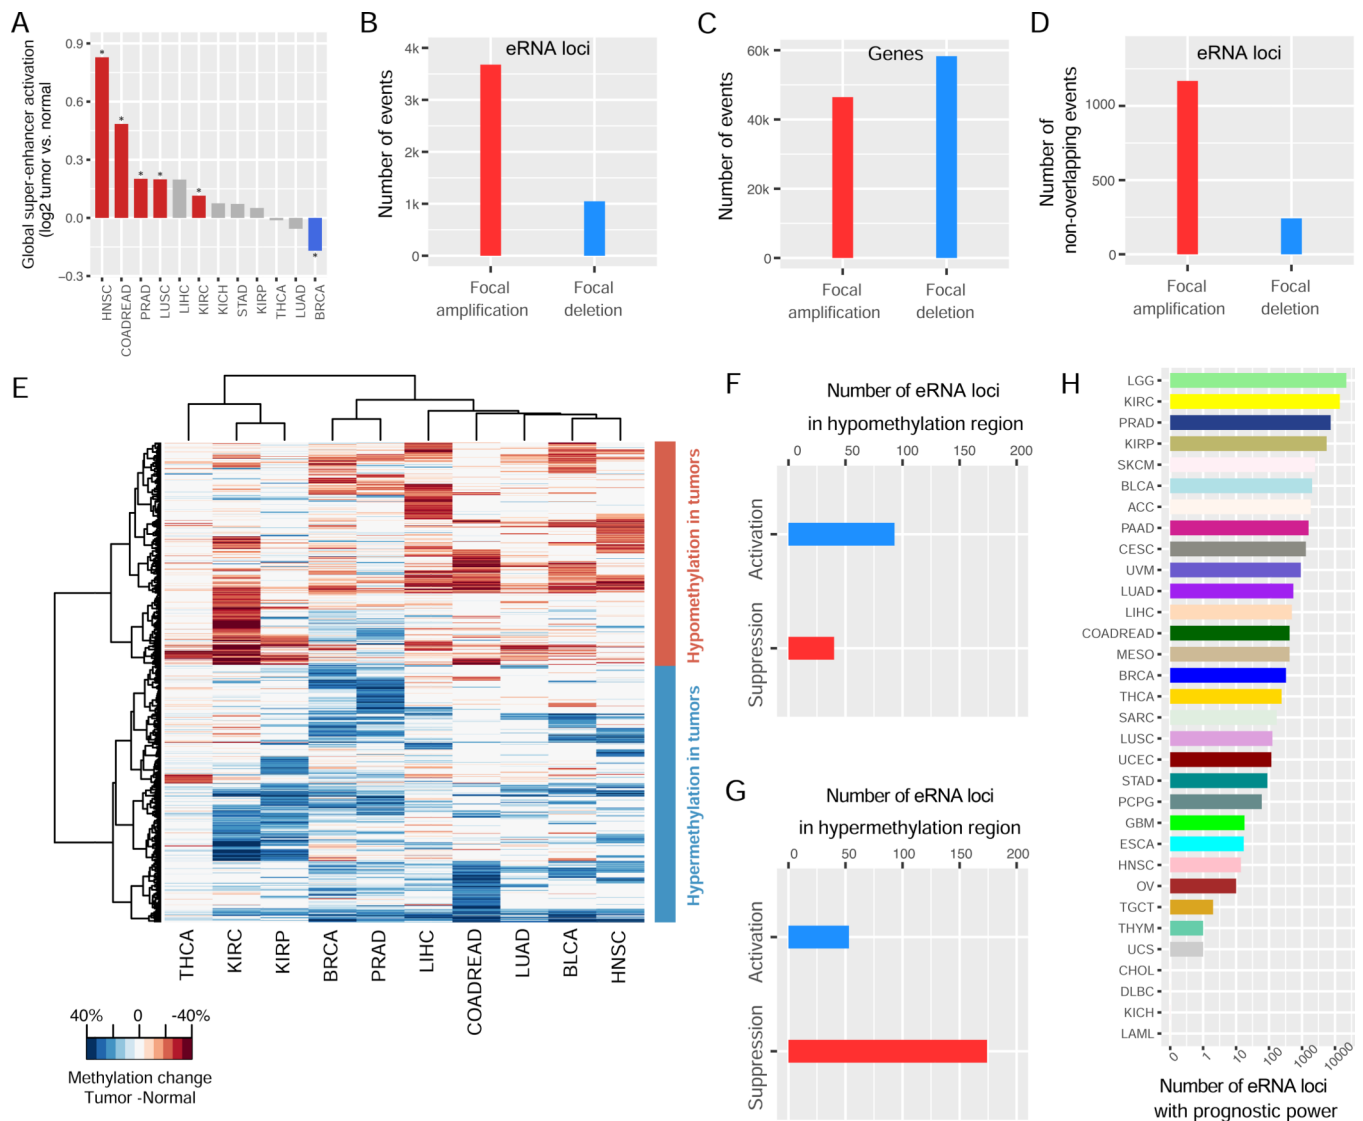 A
Global super-enhancer activation
(log2 tumor vs. normal)
0.9
0.6
0.3
0.0
−0.3
*
*
*
*
*
*
HNSC
COADREAD
PRAD
LUSC
LIHC
KIRC
KICH
STAD
KIRP
THCA
LUAD
BRCA
B
eRNA loci
Number of events
4k
3k
2k
1k
0
Focal
amplification
Focal
deletion
C
Genes
Number of events
60k
40k
20k
0
Focal
amplification
Focal
deletion
D
eRNA loci
Number of
non-overlapping events
1000
500
0
Focal
amplification
Focal
deletion
E
Hypomethylation in tumors
Hypermethylation in tumors
THCA
KIRC
KIRP
BRCA
PRAD
LIHC
COADREAD
LUAD
BLCA
HNSC
40% 0 -40%
Methylation change
Tumor -Normal
F
Number of eRNA loci
in hypomethylation region
0 50 100 150 200
Activation
Suppression
G
Number of eRNA loci
in hypermethylation region
0 50 100 150 200
Activation
Suppression
H
LGG
KIRC
PRAD
KIRP
SKCM
BLCA
ACC
PAAD
CESC
UVM
LUAD
LIHC
COADREAD
MESO
BRCA
THCA
SARC
LUSC
UCEC
STAD
PCPG
GBM
ESCA
HNSC
OV
TGCT
THYM
UCS
CHOL
DLBC
KICH
LAML
0 1 10 100 1000 10000
Number of eRNA loci
with prognostic power